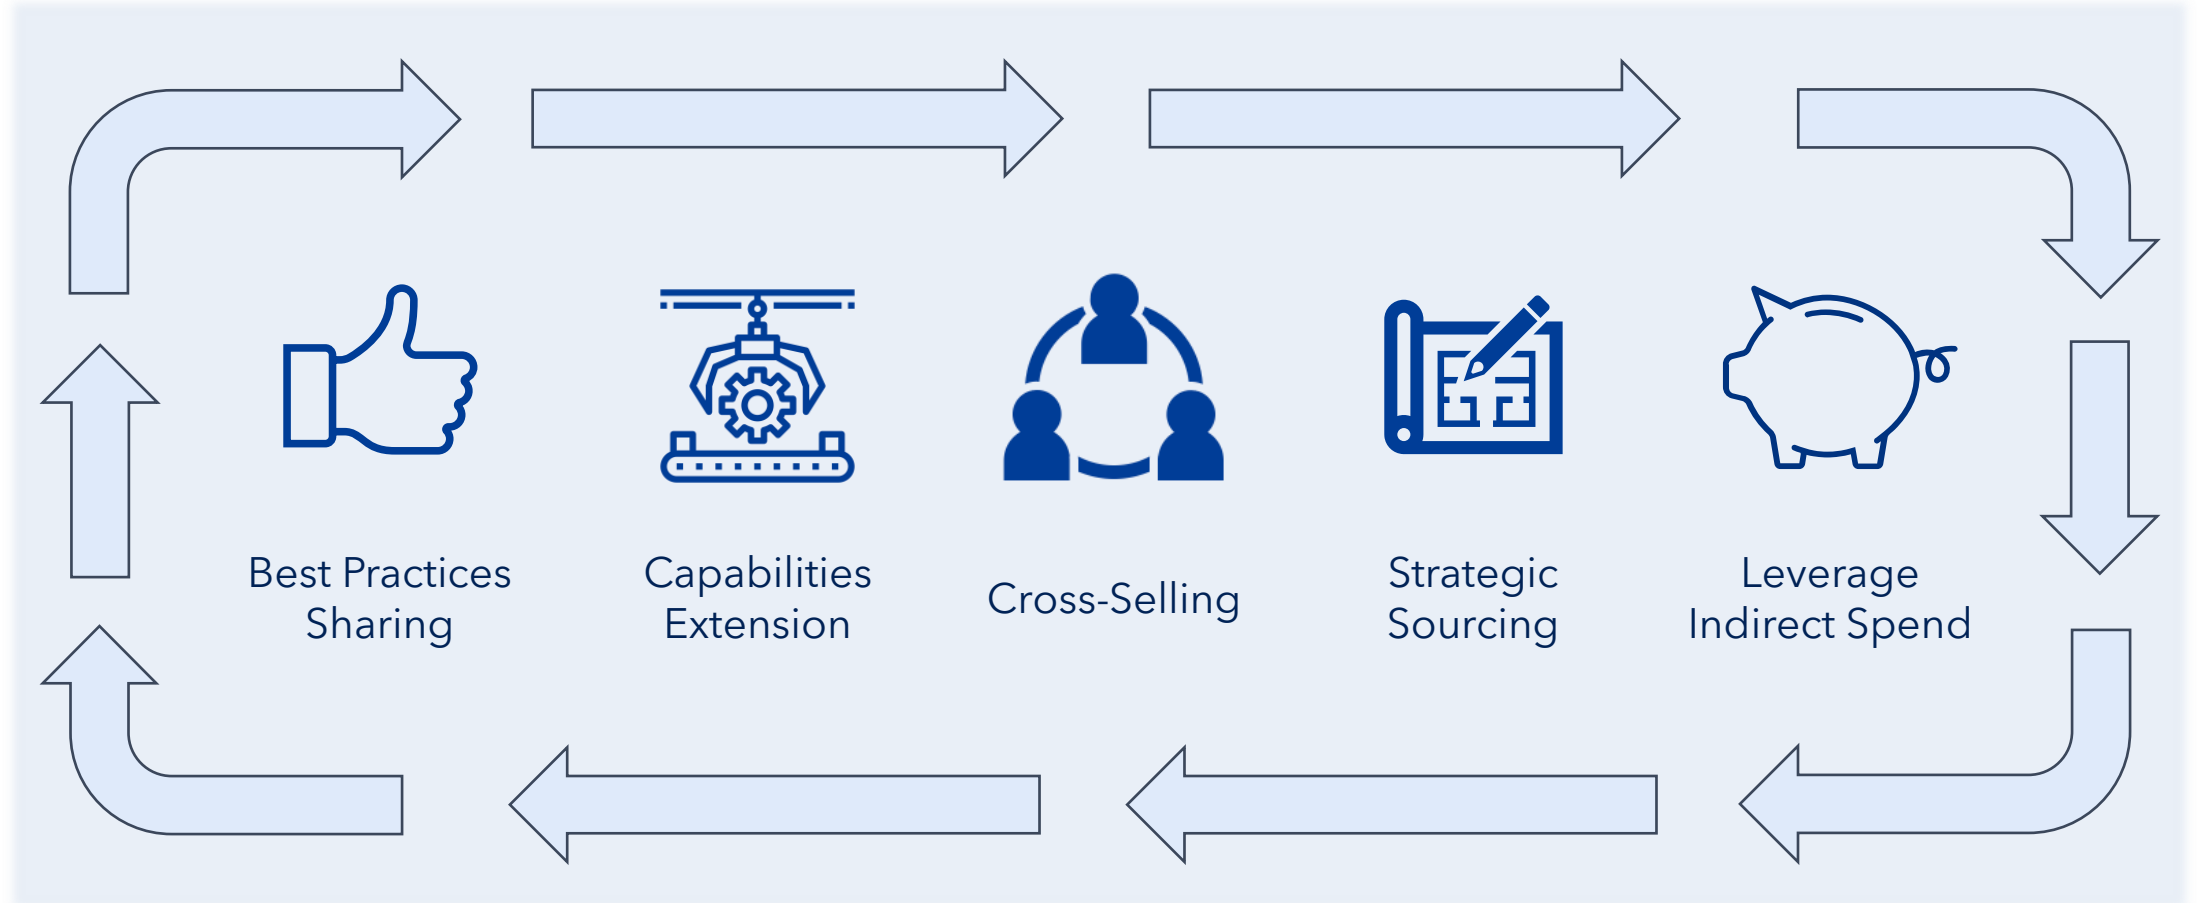 Best Practices
Sharing
Capabilities
Extension
Cross-Selling
Strategic
Sourcing
Leverage
Indirect Spend